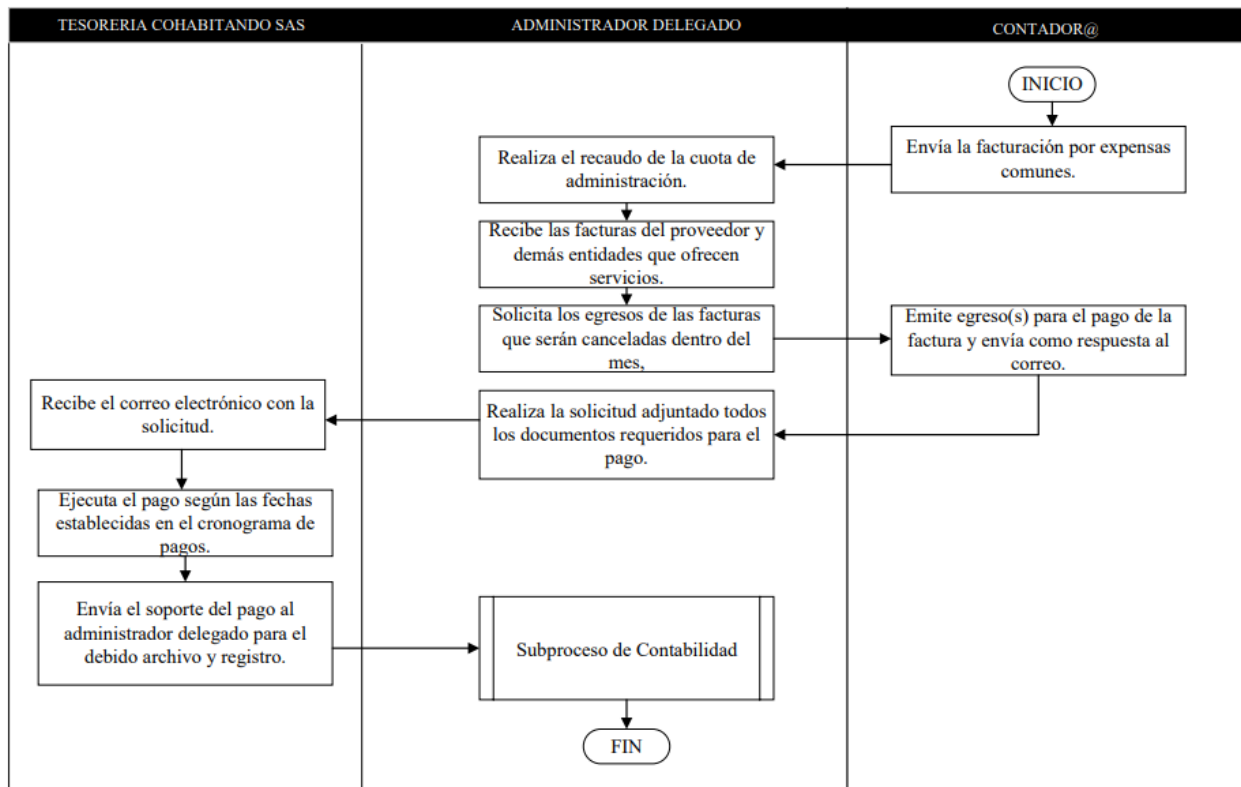 TESORERIA COHABITANDO SAS
ADMINISTRADOR DELEGADO
CONTADOR@
INICIO
Envía la facturación por expensas
comunes.
Realiza el recaudo de la cuota de
administración.
Recibe las facturas del proveedor y
demás entidades que ofrecen
servicios.
Solicita los egresos de las facturas
que serán canceladas dentro del
mes,
Emite egreso(s) para el pago de la
factura y envía como respuesta al
correo.
Realiza la solicitud adjuntado todos
los documentos requeridos para el
pago.
Recibe el correo electrónico con la
solicitud.
Ejecuta el pago según las fechas
establecidas en el cronograma de
pagos.
Envía el soporte del pago al
administrador delegado para el
debido archivo y registro.
Subproceso de Contabilidad
FIN